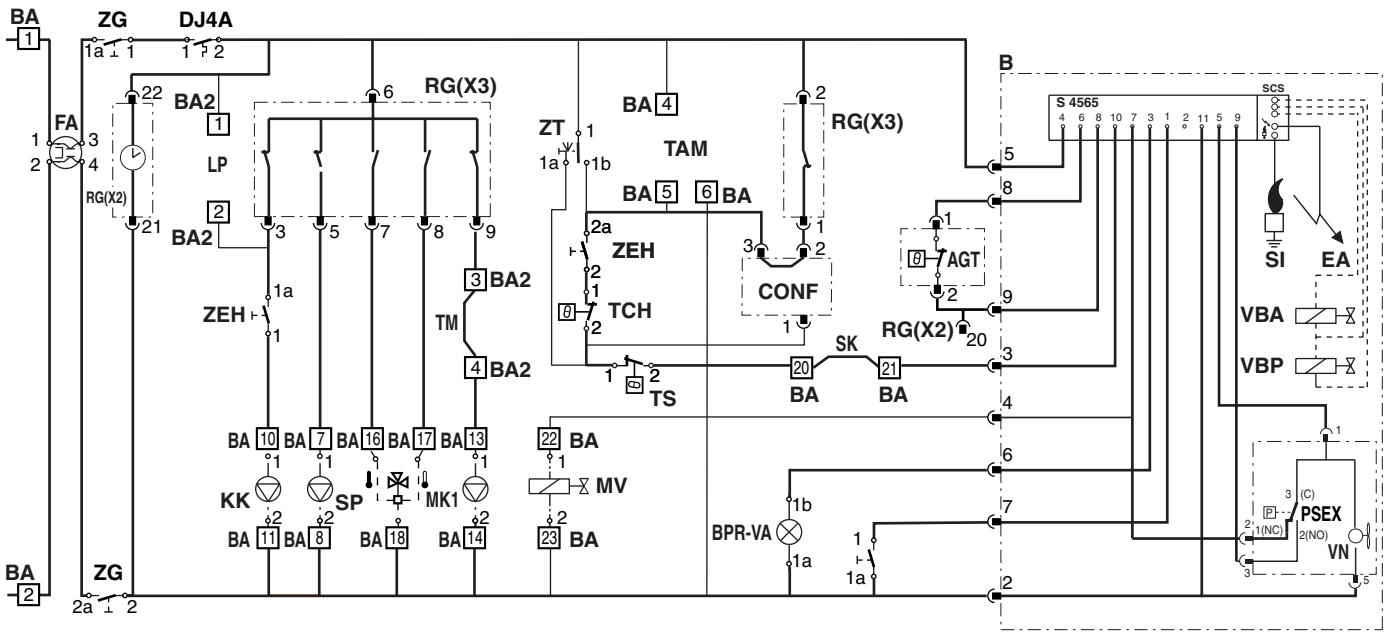 BA ZG DJ4A
1 1a 1 1 2
22 BA2 6 RG(X3) BA 4 2 B
FA 1 3 2 4
1
LP
RG(X2)
21
2
BA2
3 5 7 8 9
ZT 1 1a 1b
TAM
BA 5 6 BA
RG(X3)
1
2a
ZEH
2
1
TCH
θ
2
3 2
CONF
1
ZEH 1a
1
3 BA2
TM
4 BA2
1 2 TS
θ
20 SK 21
BA BA
5
8
1
θ AGT
2
9
RG(X2) 20
3
4
6
7
2
S 4565
4 6 8 10 7 3 1 2 11 5 9
SCS
SI EA
VBA
VBP
BA 10 BA 7 BA 16 BA 17 BA 13 22 BA
1 1 1 1
KK SP MK1 MV
2 2 2 2
BA 11 BA 8 BA 18 BA 14 23 BA
1b
BPR-VA
1a
1
1a
1
3 (C)
P PSEX
2 1(NC)
2(NO) VN
3 5
BA ZG
2 2a 2